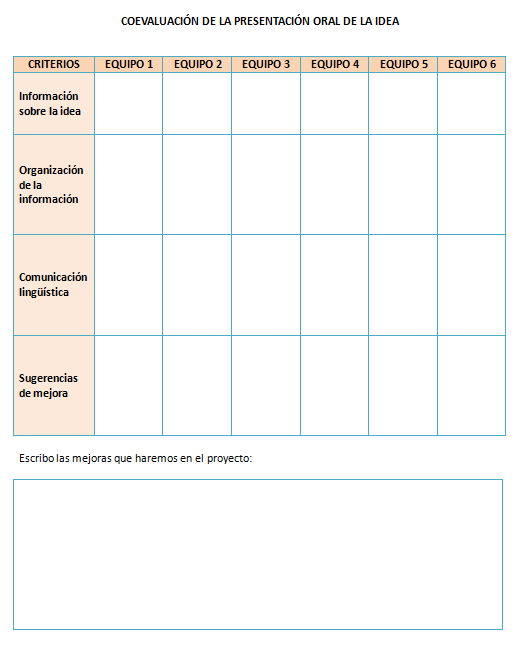 COEVALUACIÓN DE LA PRESENTACIÓN ORAL DE LA IDEA
CRITERIOS EQUIPO 1 EQUIPO 2 EQUIPO 3 EQUIPO 4 EQUIPO 5 EQUIPO 6
Información
sobre la idea
Organización
de la
información
Comunicación
lingüística
Sugerencias
de mejora
Escribo las mejoras que haremos en el proyecto: